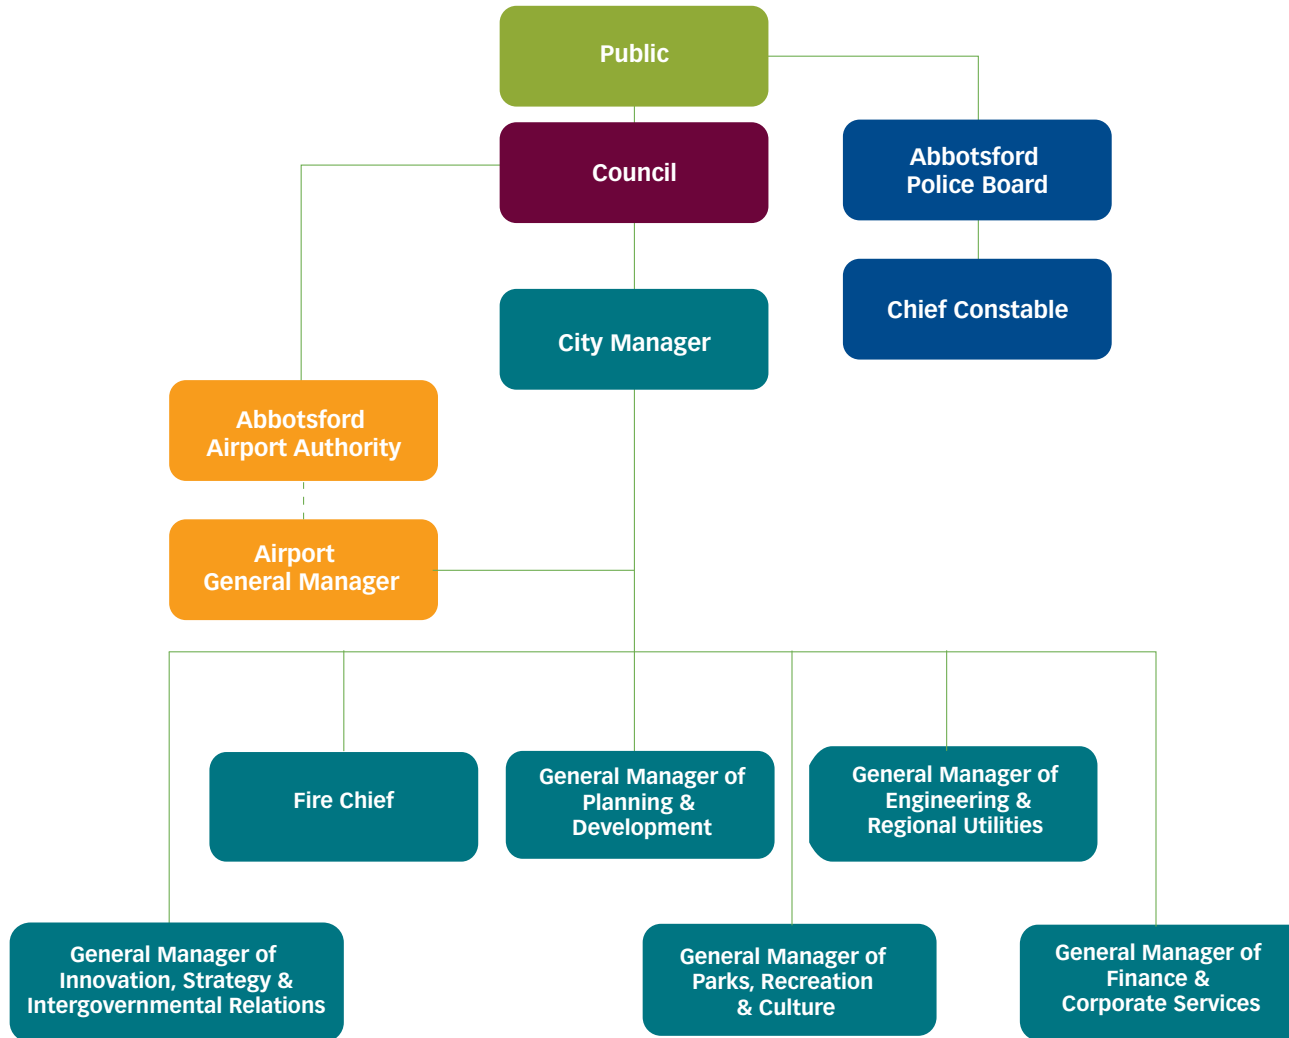 Public
Council
Abbotsford
Police Board
Chief Constable
City Manager
Abbotsford
Airport Authority
Airport
General Manager
Fire Chief
General Manager of
Planning &
Development
General Manager of
Engineering &
Regional Utilities
General Manager of
Innovation, Strategy &
Intergovernmental Relations
General Manager of
Parks, Recreation
& Culture
General Manager of
Finance &
Corporate Services